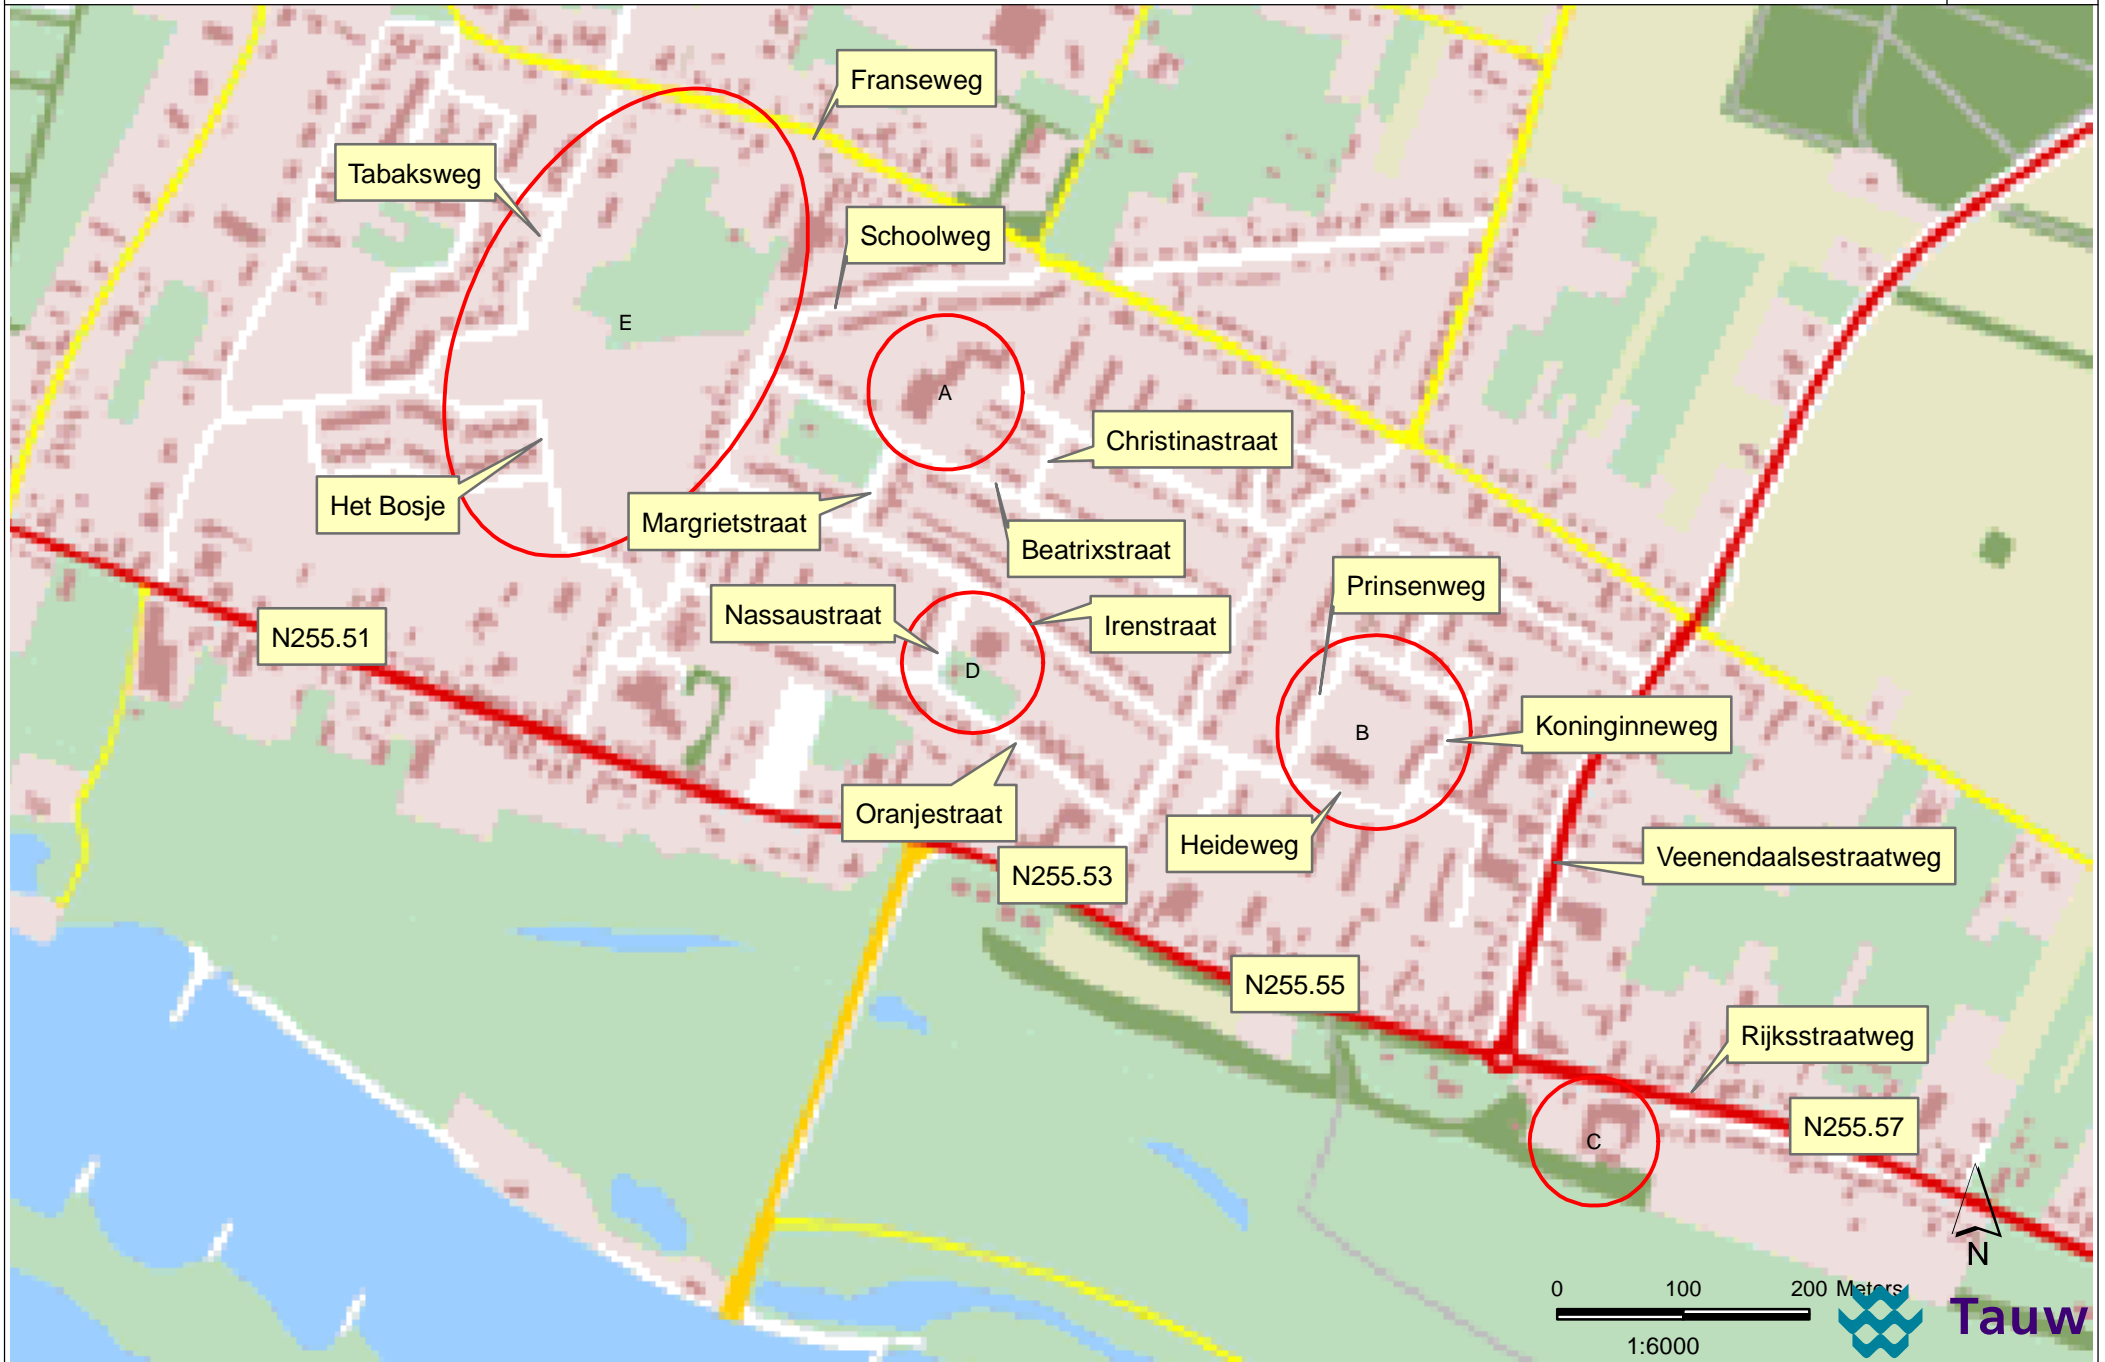 Franseweg
Tabaksweg
Schoolweg
E
A
Christinastraat
Het Bosje
Margrietstraat
Beatrixstraat
Prinsenweg
Nassaustraat
Irenstraat
N255.51
D
Koninginneweg
B
Oranjestraat
Heideweg
Veenendaalsestraatweg
N255.53
N255.55
Rijksstraatweg
N255.57
C
N
0 100 200 Meters
Tauw
1:6000